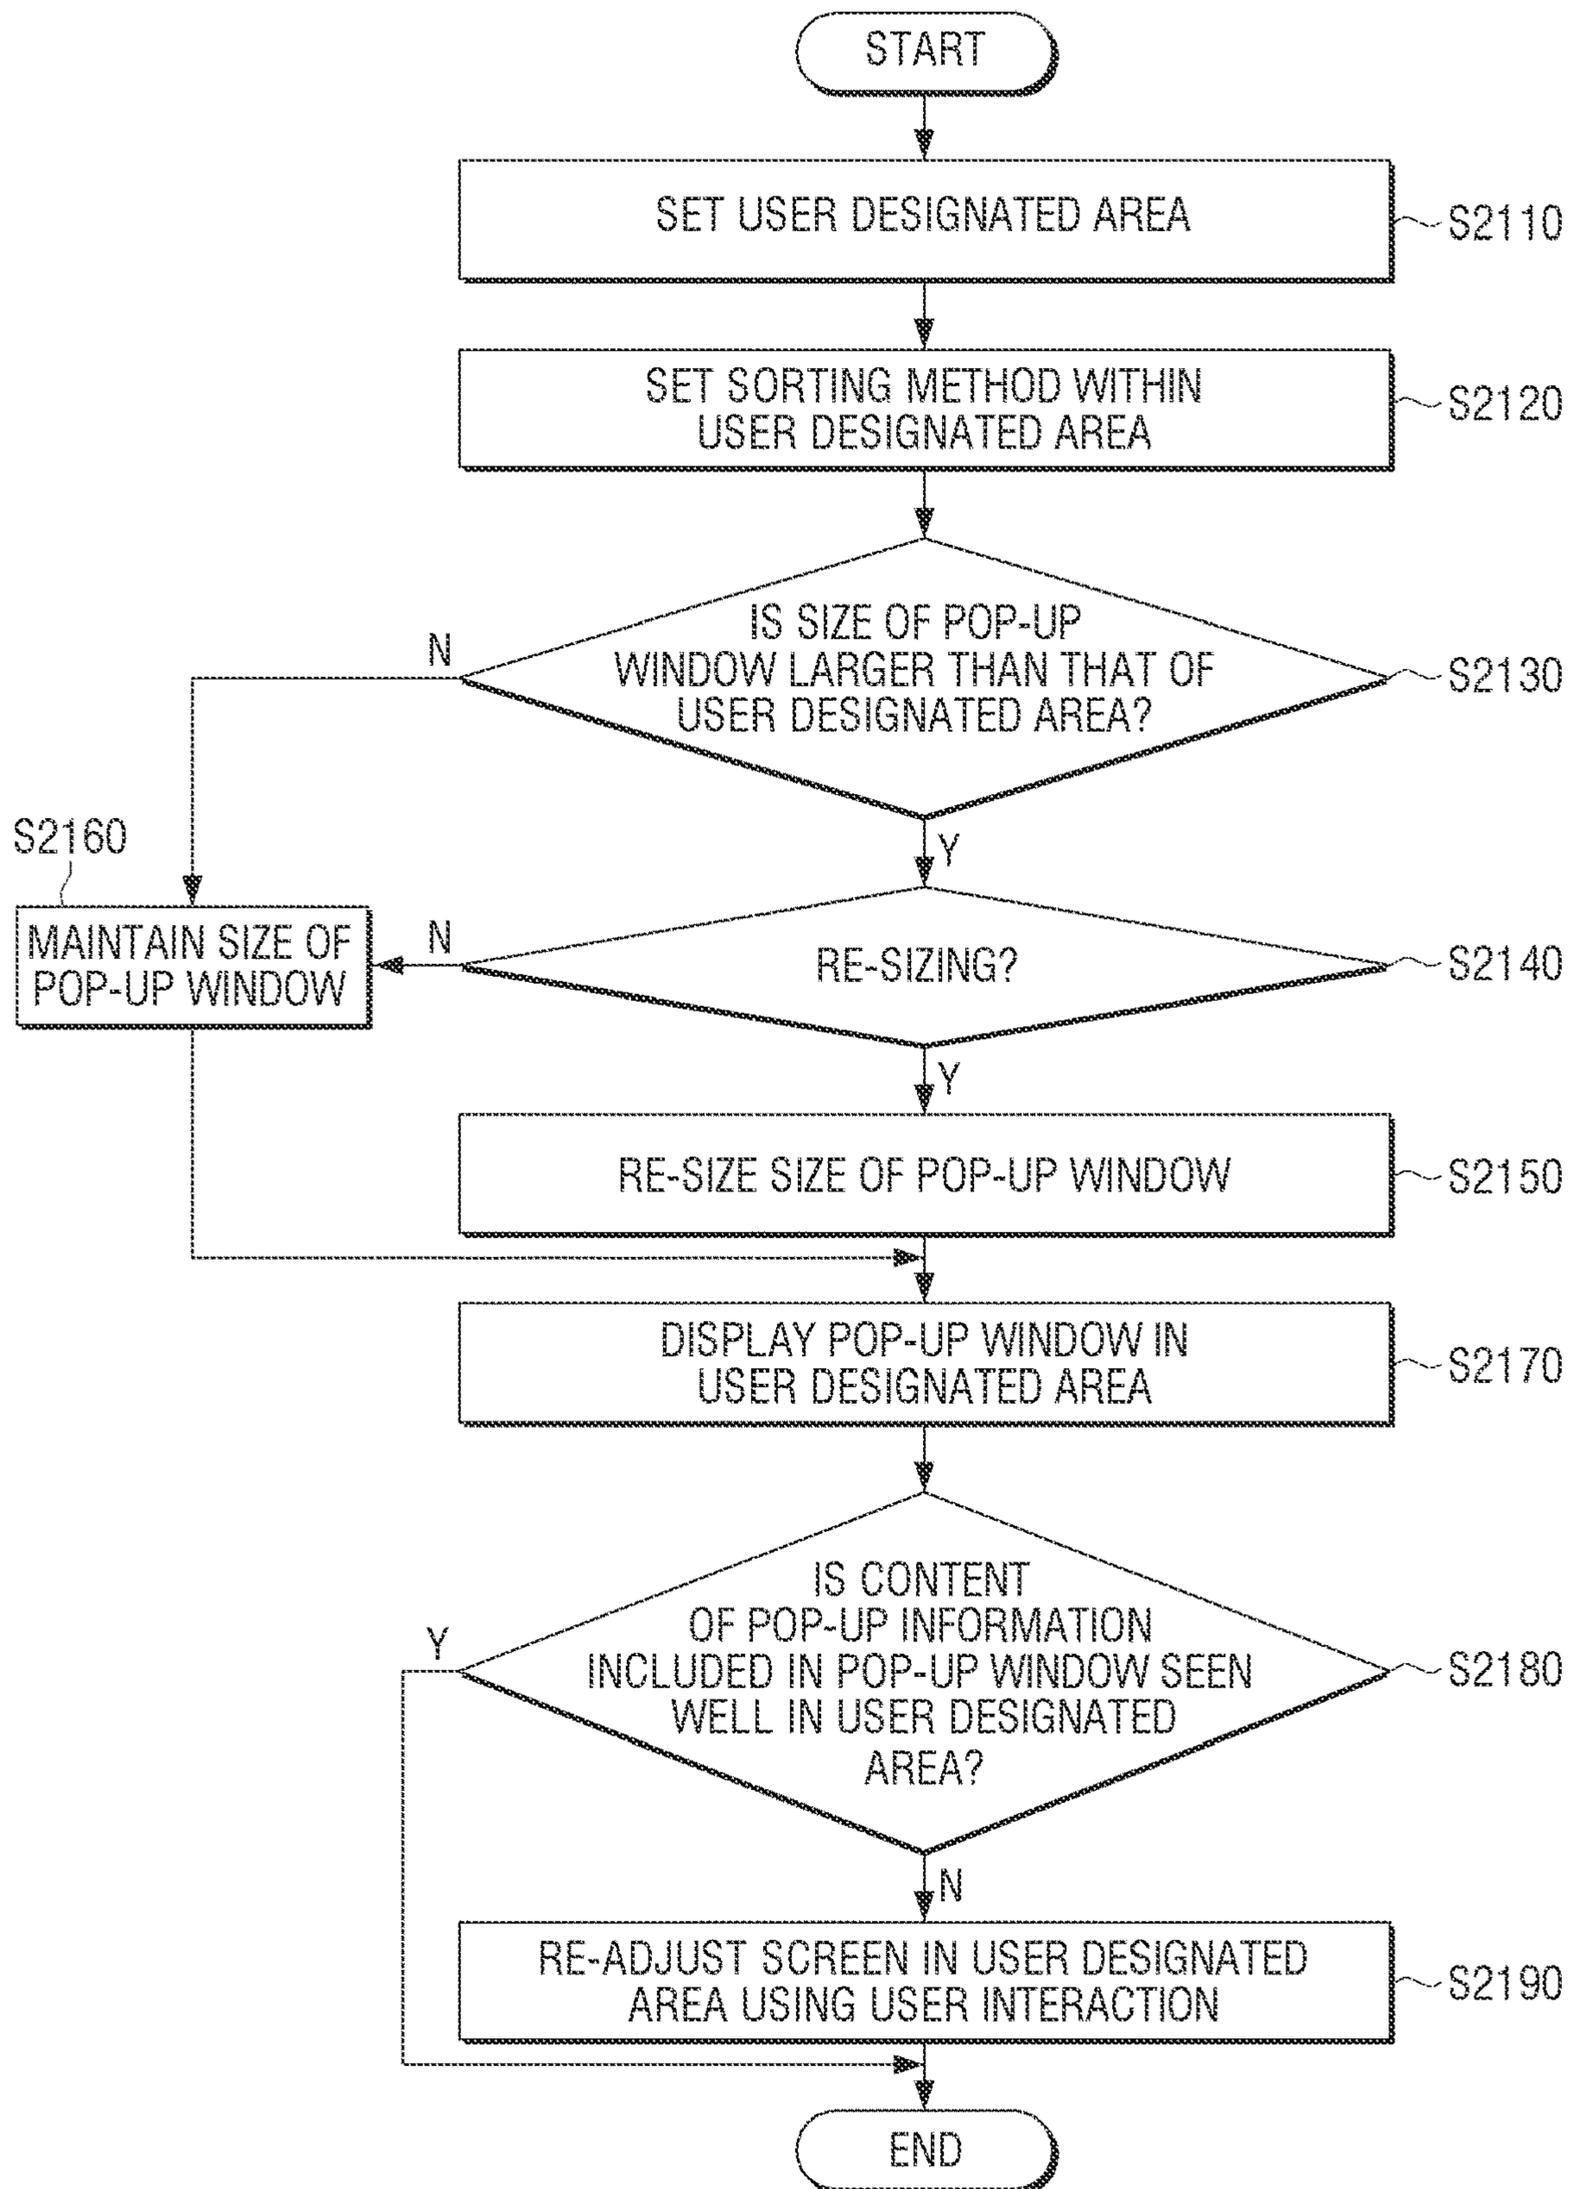 START
SET USER DESIGNATED AREA
S2110
SET SORTING METHOD WITHIN
USER DESIGNATED AREA
S2120
IS SIZE OF POP-UP
WINDOW LARGER THAN THAT OF
USER DESIGNATED AREA?
N
S2130
Y
S2160
MAINTAIN SIZE OF
POP-UP WINDOW
N
RE-SIZING?
S2140
Y
RE-SIZE SIZE OF POP-UP WINDOW
S2150
DISPLAY POP-UP WINDOW IN
USER DESIGNATED AREA
S2170
IS CONTENT
OF POP-UP INFORMATION
INCLUDED IN POP-UP WINDOW SEEN
WELL IN USER DESIGNATED
AREA?
Y
S2180
N
RE-ADJUST SCREEN IN USER DESIGNATED
AREA USING USER INTERACTION
S2190
END